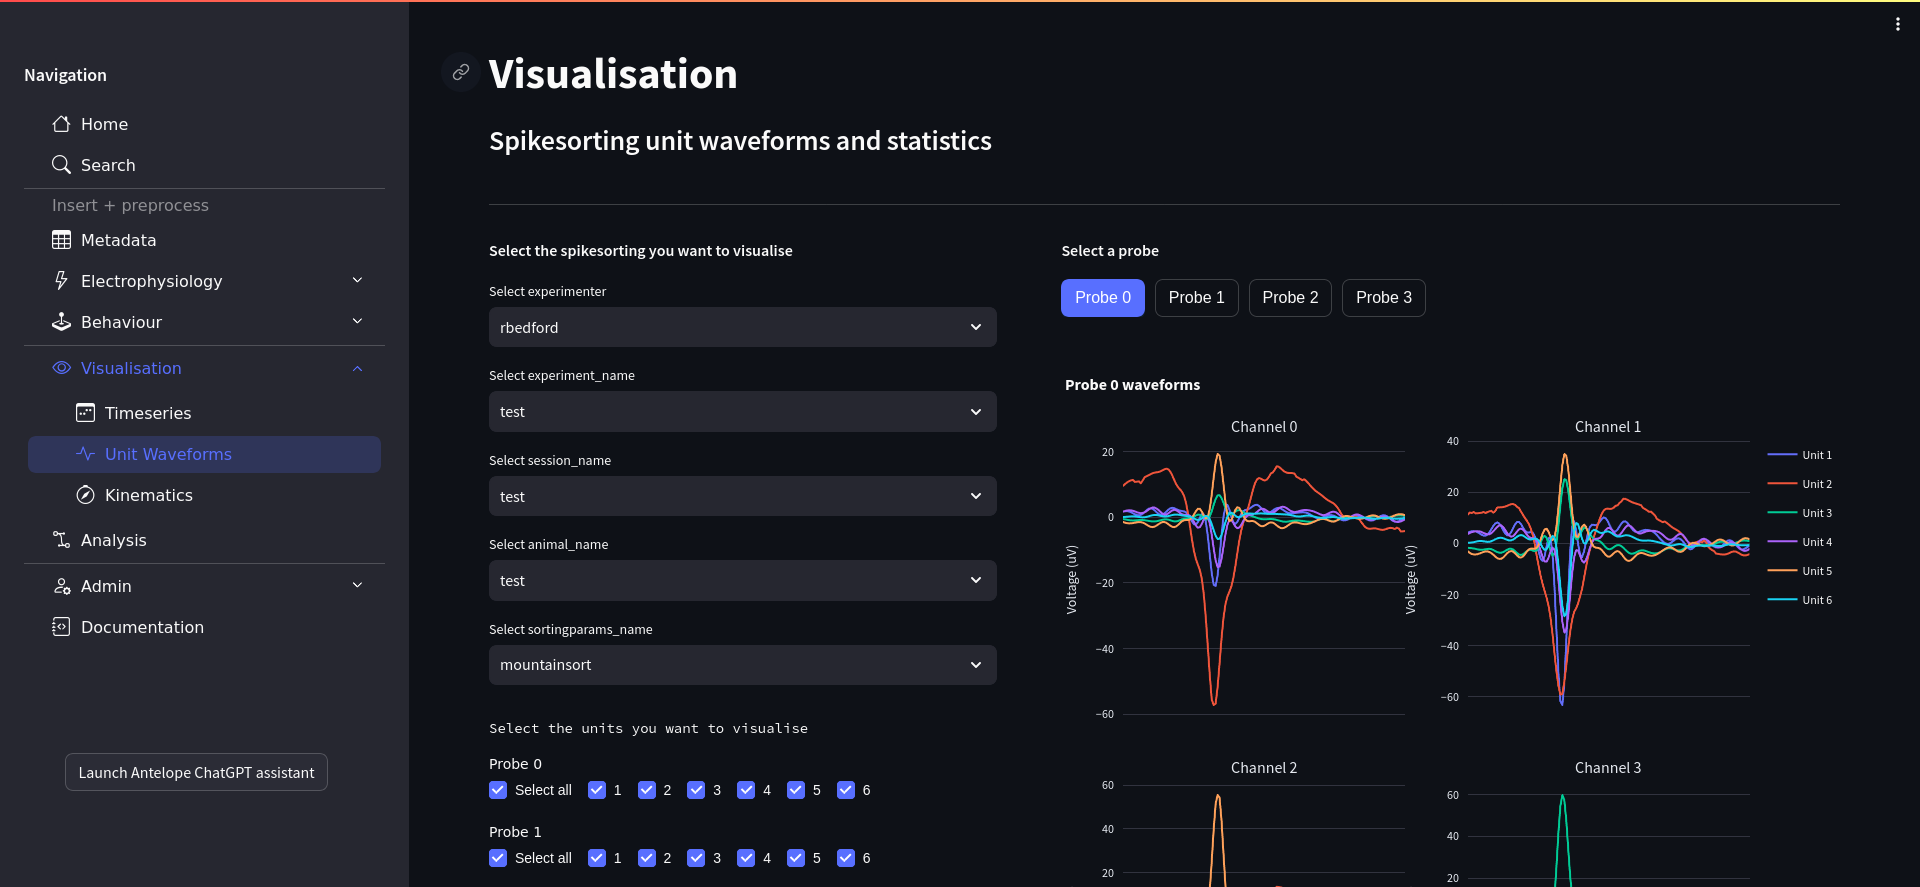 Navigation
Home
Search
Insert + preprocess
Metadata
Electrophysiology
Behaviour
Visualisation
Timeseries
Unit Waveforms
Kinematics
Analysis
Admin
Documentation
Launch Antelope ChatGPT assistant
Visualisation
Spikesorting unit waveforms and statistics
Select the spikesorting you want to visualise
Select experimenter
rbedford
Select experiment_name
test
Select session_name
test
Select animal_name
test
Select sortingparams_name
mountainsort
Select the units you want to visualise
Probe 0
Select all 1 2 3 4 5 6
Probe 1
Select all 1 2 3 4 5 6
Select a probe
Probe 0 Probe 1 Probe 2 Probe 3
Probe 0 waveforms
Channel 0
20
0
−20
−40
−60
Voltage (uV)
Channel 1
40
20
0
−20
−40
−60
Voltage (uV)
Unit 1
Unit 2
Unit 3
Unit 4
Unit 5
Unit 6
Channel 2
60
40
20
Channel 3
60
40
20